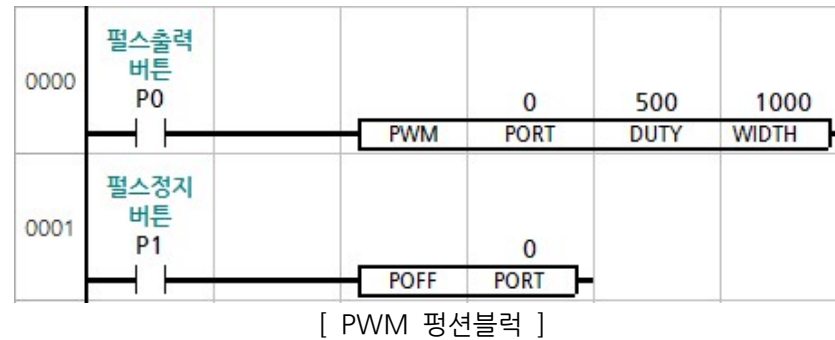 펄스출력
버튼
0000 P0 0 500 1000
PWM PORT DUTY WIDTH
펄스정지
버튼
0001 P1 0
POFF PORT
[ PWM 펑션블럭 ]